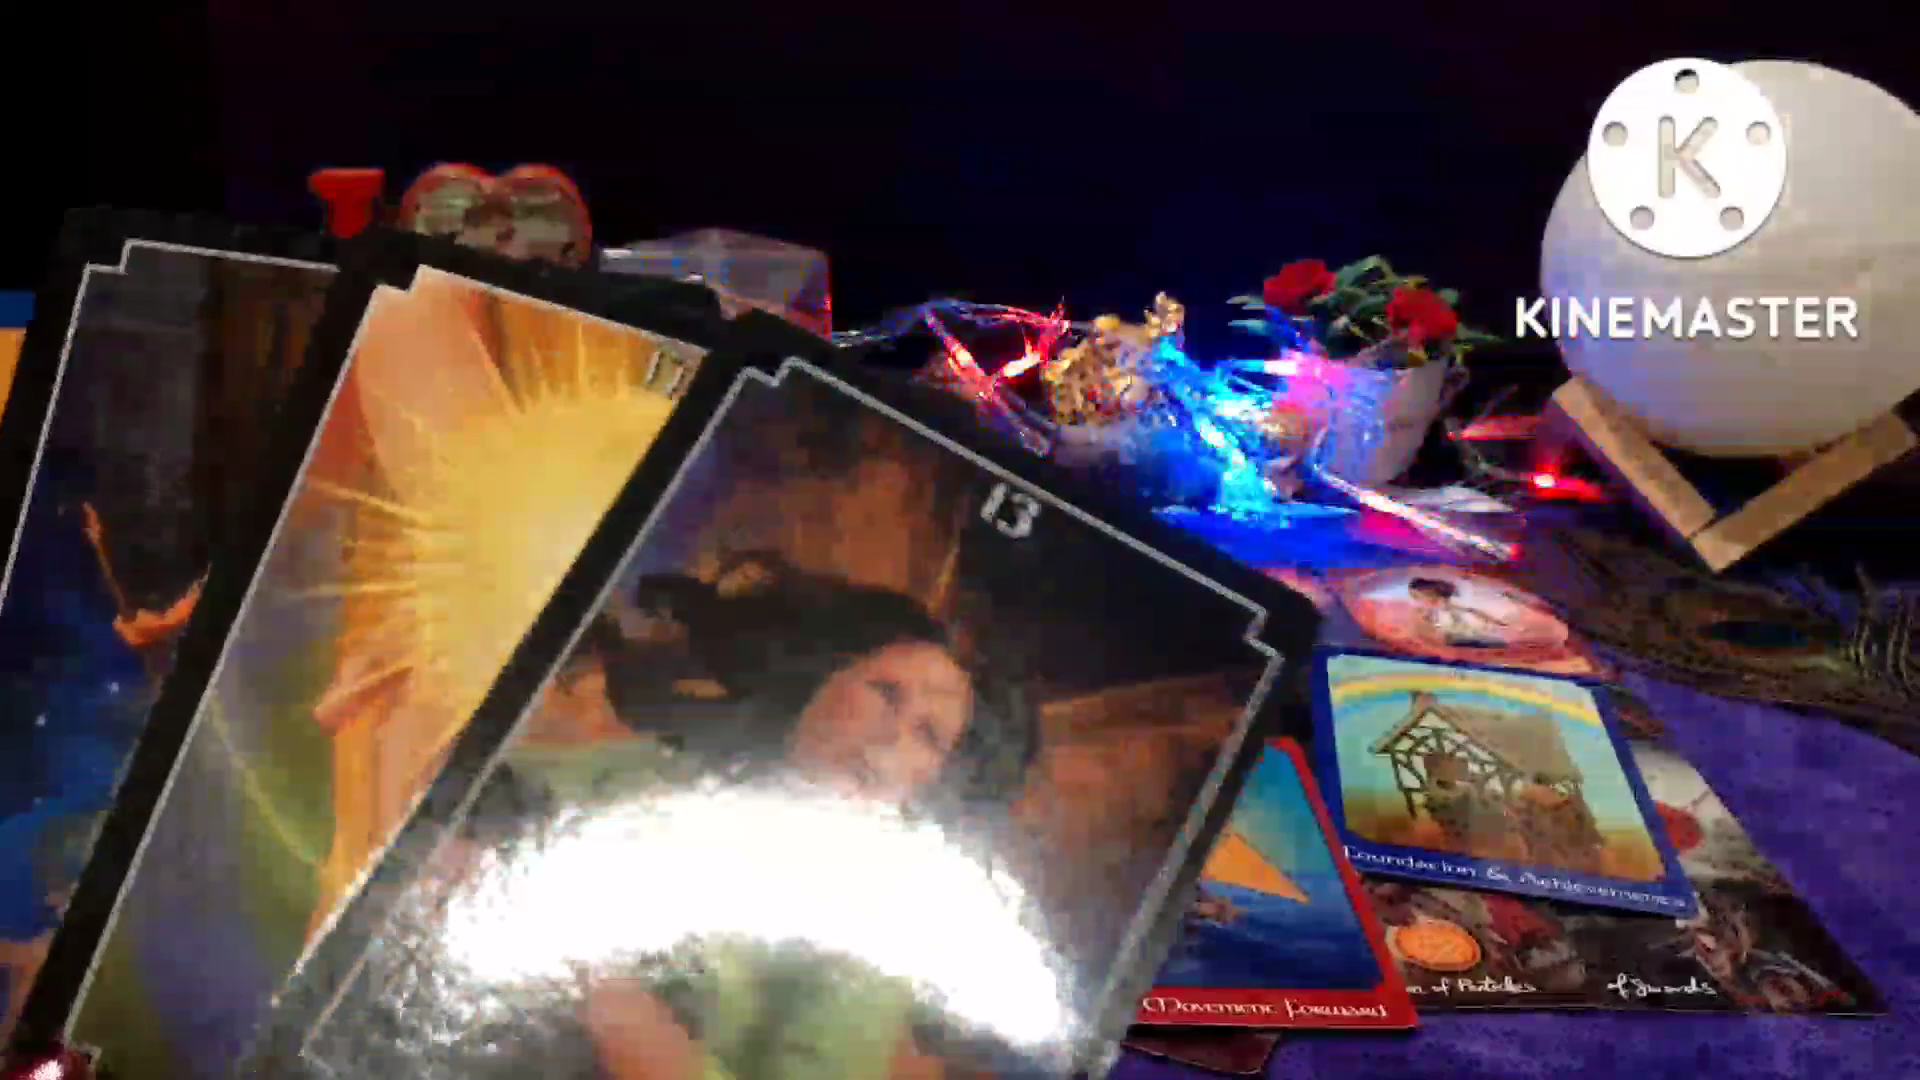 K
KINEMASTER
13
Foundation & Achievements
of Pentacles
of Swords
Movement Forward